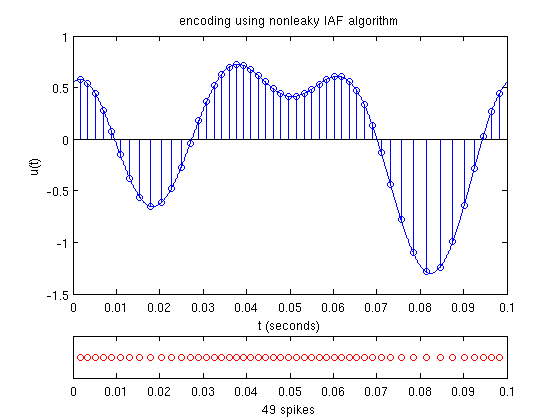 encoding using nonleaky IAF algorithm
1
0.5
0
-0.5
-1
-1.5
u(t)
0 0.01 0.02 0.03 0.04 0.05 0.06 0.07 0.08 0.09 0.1
t (seconds)
0 0.01 0.02 0.03 0.04 0.05 0.06 0.07 0.08 0.09 0.1
49 spikes